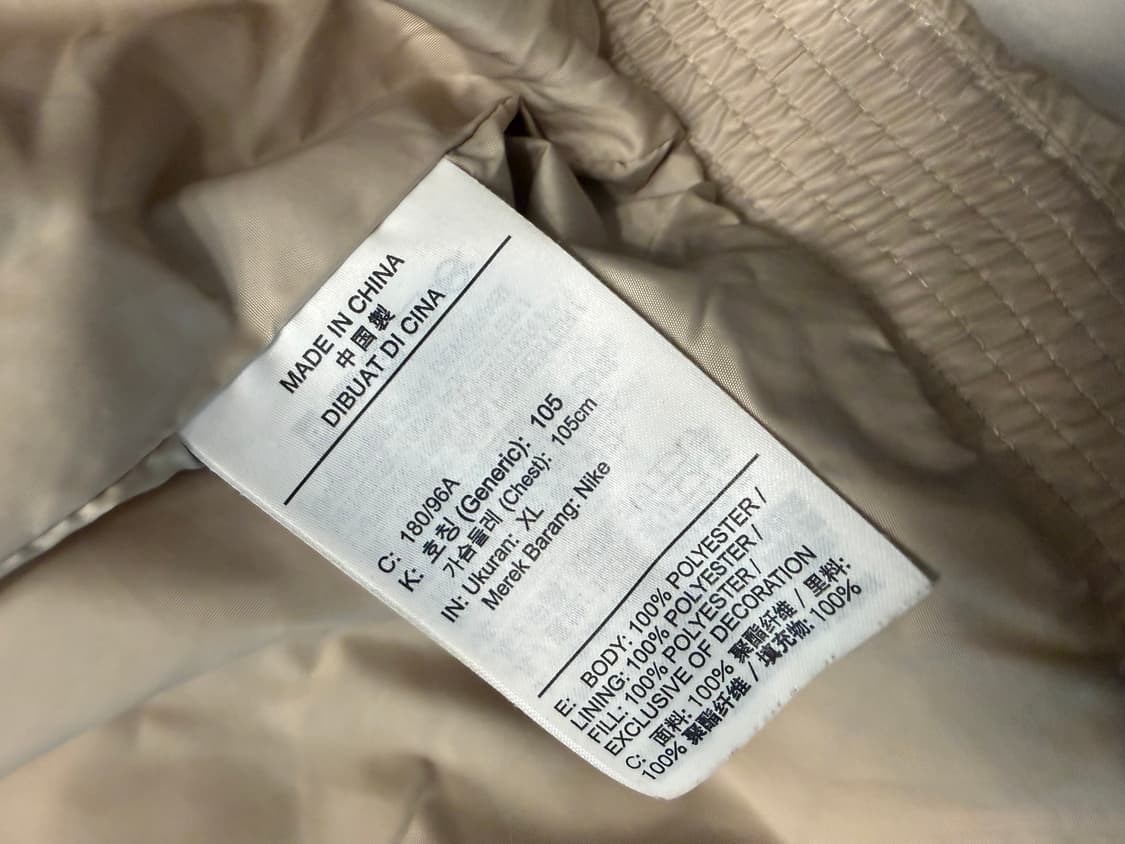 MADE IN CHINA
中国製
DIBUAT DI CINA
C: 180/96A
K: 호칭 (Generic): 105
가슴둘레 (Chest): 105cm
IN: Ukuran: XL
Merek Barang: Nike
E: BODY: 100% POLYESTER /
LINING: 100% POLYESTER /
FILL: 100% POLYESTER /
EXCLUSIVE OF DECORATION
C: 面料: 100% 聚酯纤维 / 里料:
100% 聚酯纤维 / 填充物: 100%